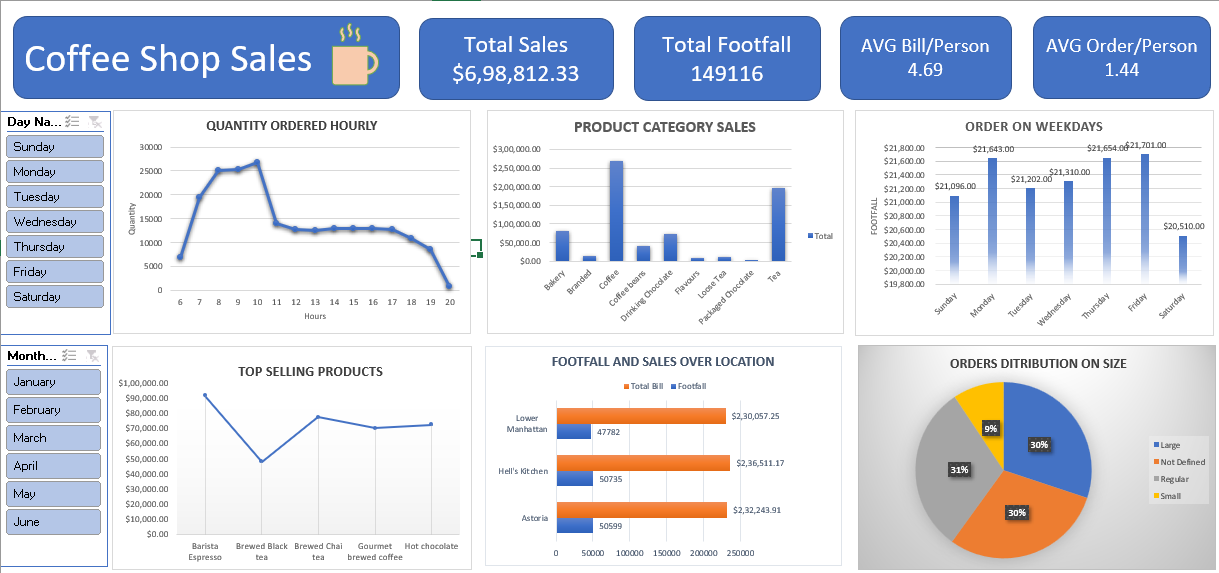 Coffee Shop Sales
Total Sales
$6,98,812.33
Total Footfall
149116
AVG Bill/Person
4.69
AVG Order/Person
1.44
Day Na...
Sunday
Monday
Tuesday
Wednesday
Thursday
Friday
Saturday
QUANTITY ORDERED HOURLY
30000
25000
20000
15000
10000
5000
0
Quantity
6 7 8 9 10 11 12 13 14 15 16 17 18 19 20
Hours
PRODUCT CATEGORY SALES
$3,00,000.00
$2,50,000.00
$2,00,000.00
$1,50,000.00
$1,00,000.00
$50,000.00
$0.00
Bakery
Branded
Coffee
Coffee beans
Drinking Chocolate
Flavours
Loose Tea
Packaged Chocolate
Tea
Total
ORDER ON WEEKDAYS
$21,800.00
$21,600.00
$21,400.00
$21,200.00
$21,000.00
$20,800.00
$20,600.00
$20,400.00
$20,200.00
$20,000.00
$19,800.00
FOOTFALL
$21,096.00
$21,643.00
$21,202.00
$21,310.00
$21,654.00
$21,701.00
$20,510.00
Sunday
Monday
Tuesday
Wednesday
Thursday
Friday
Saturday
Month...
January
February
March
April
May
June
TOP SELLING PRODUCTS
$1,00,000.00
$90,000.00
$80,000.00
$70,000.00
$60,000.00
$50,000.00
$40,000.00
$30,000.00
$20,000.00
$10,000.00
$0.00
Barista
Espresso
Brewed Black
tea
Brewed Chai
tea
Gourmet
brewed coffee
Hot chocolate
FOOTFALL AND SALES OVER LOCATION
Total Bill Footfall
Lower
Manhattan
$2,30,057.25
47782
Hell's Kitchen
$2,36,511.17
50735
Astoria
$2,32,243.91
50599
0 50000 100000 150000 200000 250000
ORDERS DITRIBUTION ON SIZE
9%
30%
31%
30%
Large
Not Defined
Regular
Small